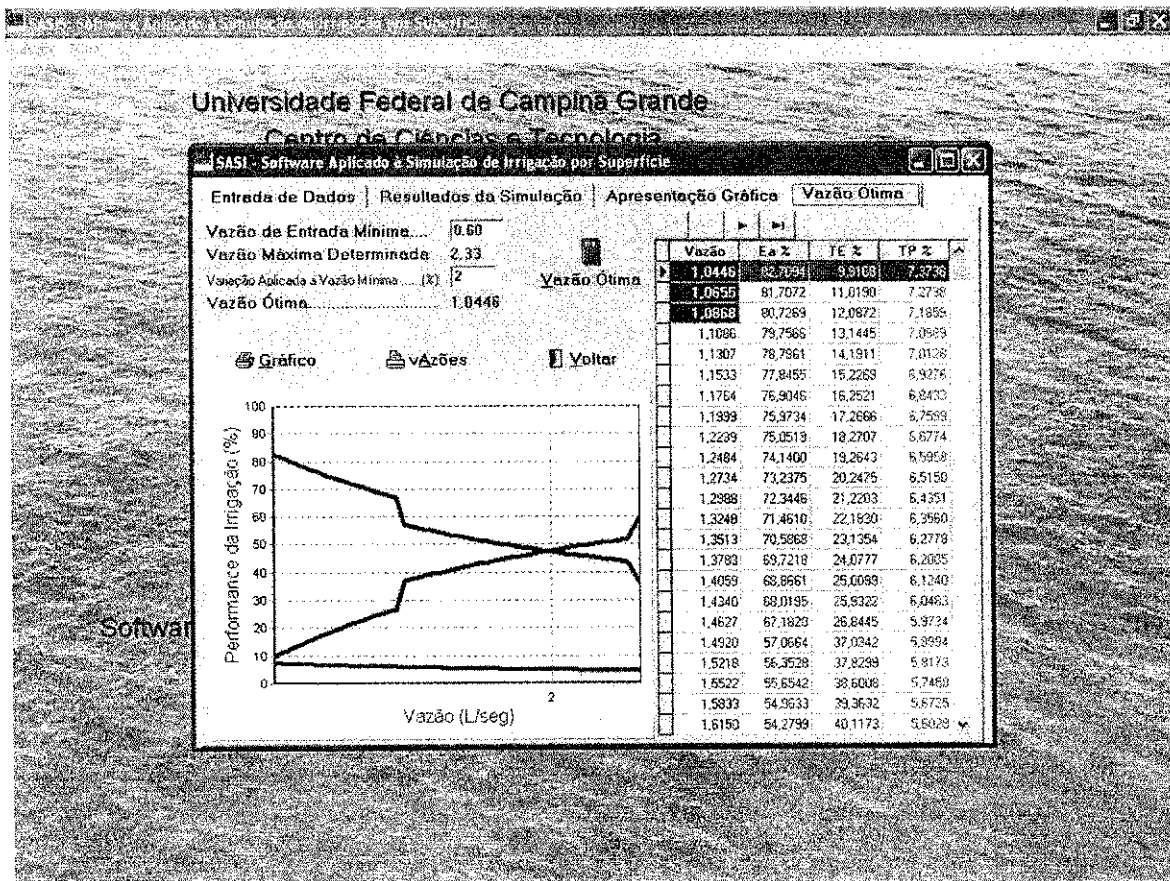 SASI - Software Aplicado à Simulação de Irrigação por Superfície
Universidade Federal de Campina Grande
Centro de Ciências e Tecnologia
SASI - Software Aplicado à Simulação de Irrigação por Superfície
Entrada de Dados | Resultados da Simulação | Apresentação Gráfica | Vazão Ótima
Vazão de Entrada Mínima.... 0.60
Vazão Máxima Determinada 2,33
Variação Aplicada a Vazão Mínima .... (%) 2
Vazão Ótima................ 1.0446
Vazão Ótima
Gráfico vAzões Voltar
Performance da Irrigação (%)
100
90
80
70
60
50
40
30
20
10
0
2
Vazão (L/seg)
Softwar
Vazão Ea % TE % TP %
1,0446 82,7094 9,9168 7,3736
1,0655 81,7072 11,0190 7,2738
1,0868 80,7269 12,0872 7,1859
1,1086 79,7566 13,1445 7,0989
1,1307 78,7961 14,1911 7,0128
1,1533 77,8455 15,2269 6,9276
1,1764 76,9046 16,2521 6,8433
1,1999 75,9734 17,2666 6,7599
1,2239 75,0519 18,2707 6,6774
1,2484 74,1400 19,2643 6,5958
1,2734 73,2375 20,2475 6,5150
1,2988 72,3446 21,2203 6,4351
1,3248 71,4610 22,1830 6,3560
1,3513 70,5868 23,1354 6,2778
1,3783 69,7218 24,0777 6,2005
1,4059 68,8661 25,0099 6,1240
1,4340 68,0195 25,9322 6,0483
1,4627 67,1820 26,8445 5,9734
1,4920 57,0664 37,0342 5,8994
1,5218 56,3528 37,8299 5,8173
1,5522 55,6542 38,6008 5,7450
1,5833 54,9633 39,3632 5,6725
1,6150 54,2799 40,1173 5,6028